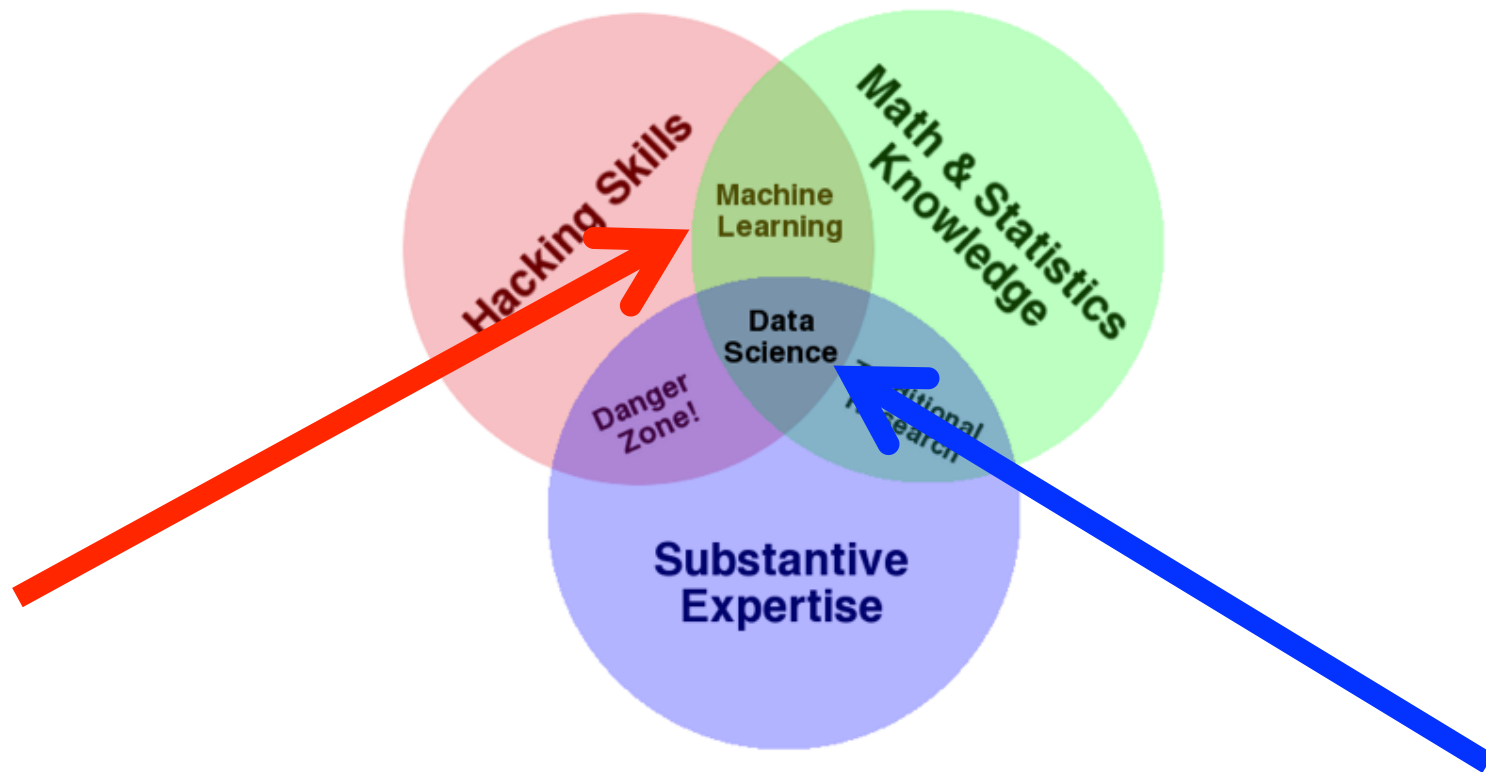 Hacking Skills
Math & Statistics
Knowledge
Machine
Learning
Data
Science
Danger
Zone!
Substantive
Expertise